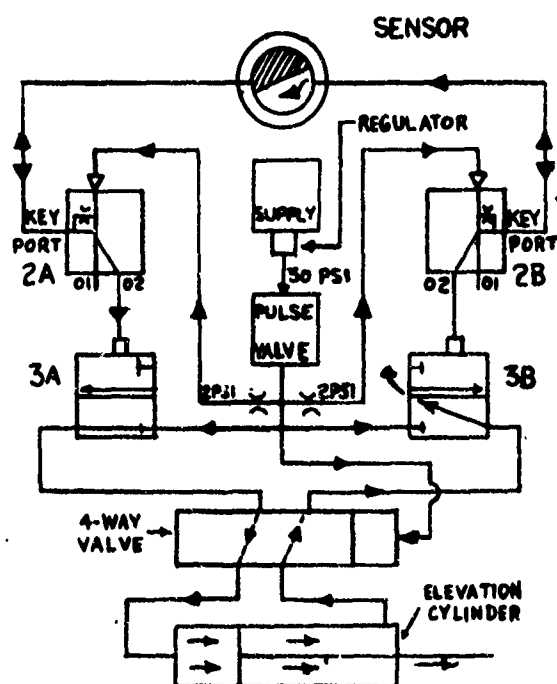 SENSOR
REGULATOR
SUPPLY
KEY
PORT
2A
01 02
30 PSI
PULSE
VALVE
KEY
PORT
2B
02 01
3A
2PSI
2PSI
3B
4-WAY
VALVE
ELEVATION
CYLINDER